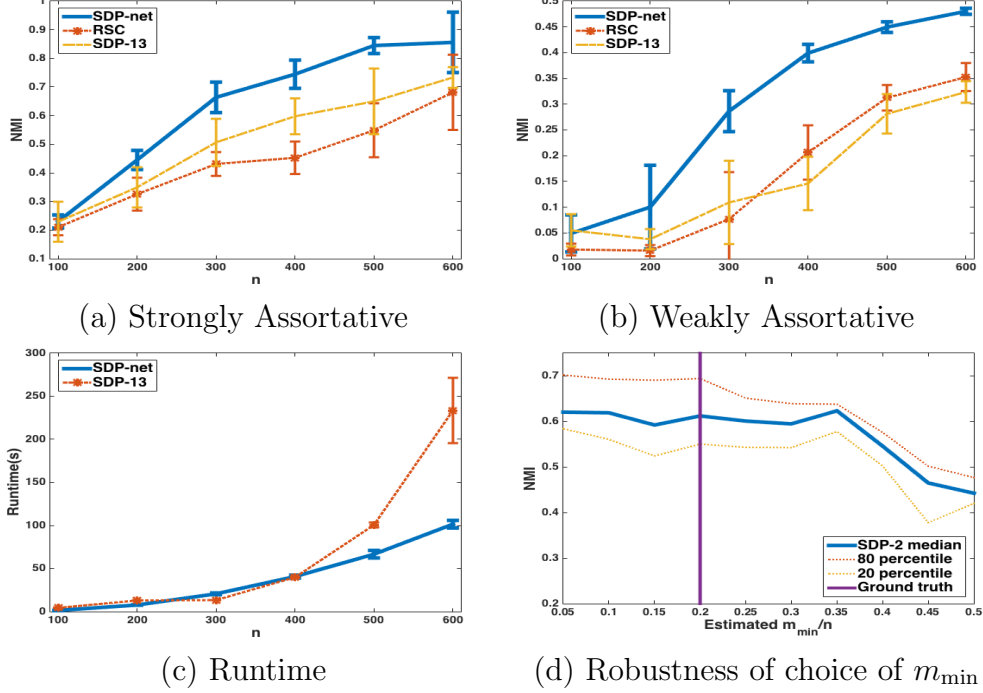 NMI
1
0.9
0.8
0.7
0.6
0.5
0.4
0.3
0.2
0.1
SDP-net
RSC
SDP-13
100 200 300 400 500 600
n
(a) Strongly Assortative
NMI
0.5
0.45
0.4
0.35
0.3
0.25
0.2
0.15
0.1
0.05
0
SDP-net
RSC
SDP-13
100 200 300 400 500 600
n
(b) Weakly Assortative
Runtime(s)
300
250
200
150
100
50
0
SDP-net
SDP-13
100 200 300 400 500 600
n
(c) Runtime
NMI
0.7
0.6
0.5
0.4
0.3
0.2
SDP-2 median
80 percentile
20 percentile
Ground truth
0.05 0.1 0.15 0.2 0.25 0.3 0.35 0.4 0.45 0.5
Estimated m_min/n
(d) Robustness of choice of m_min